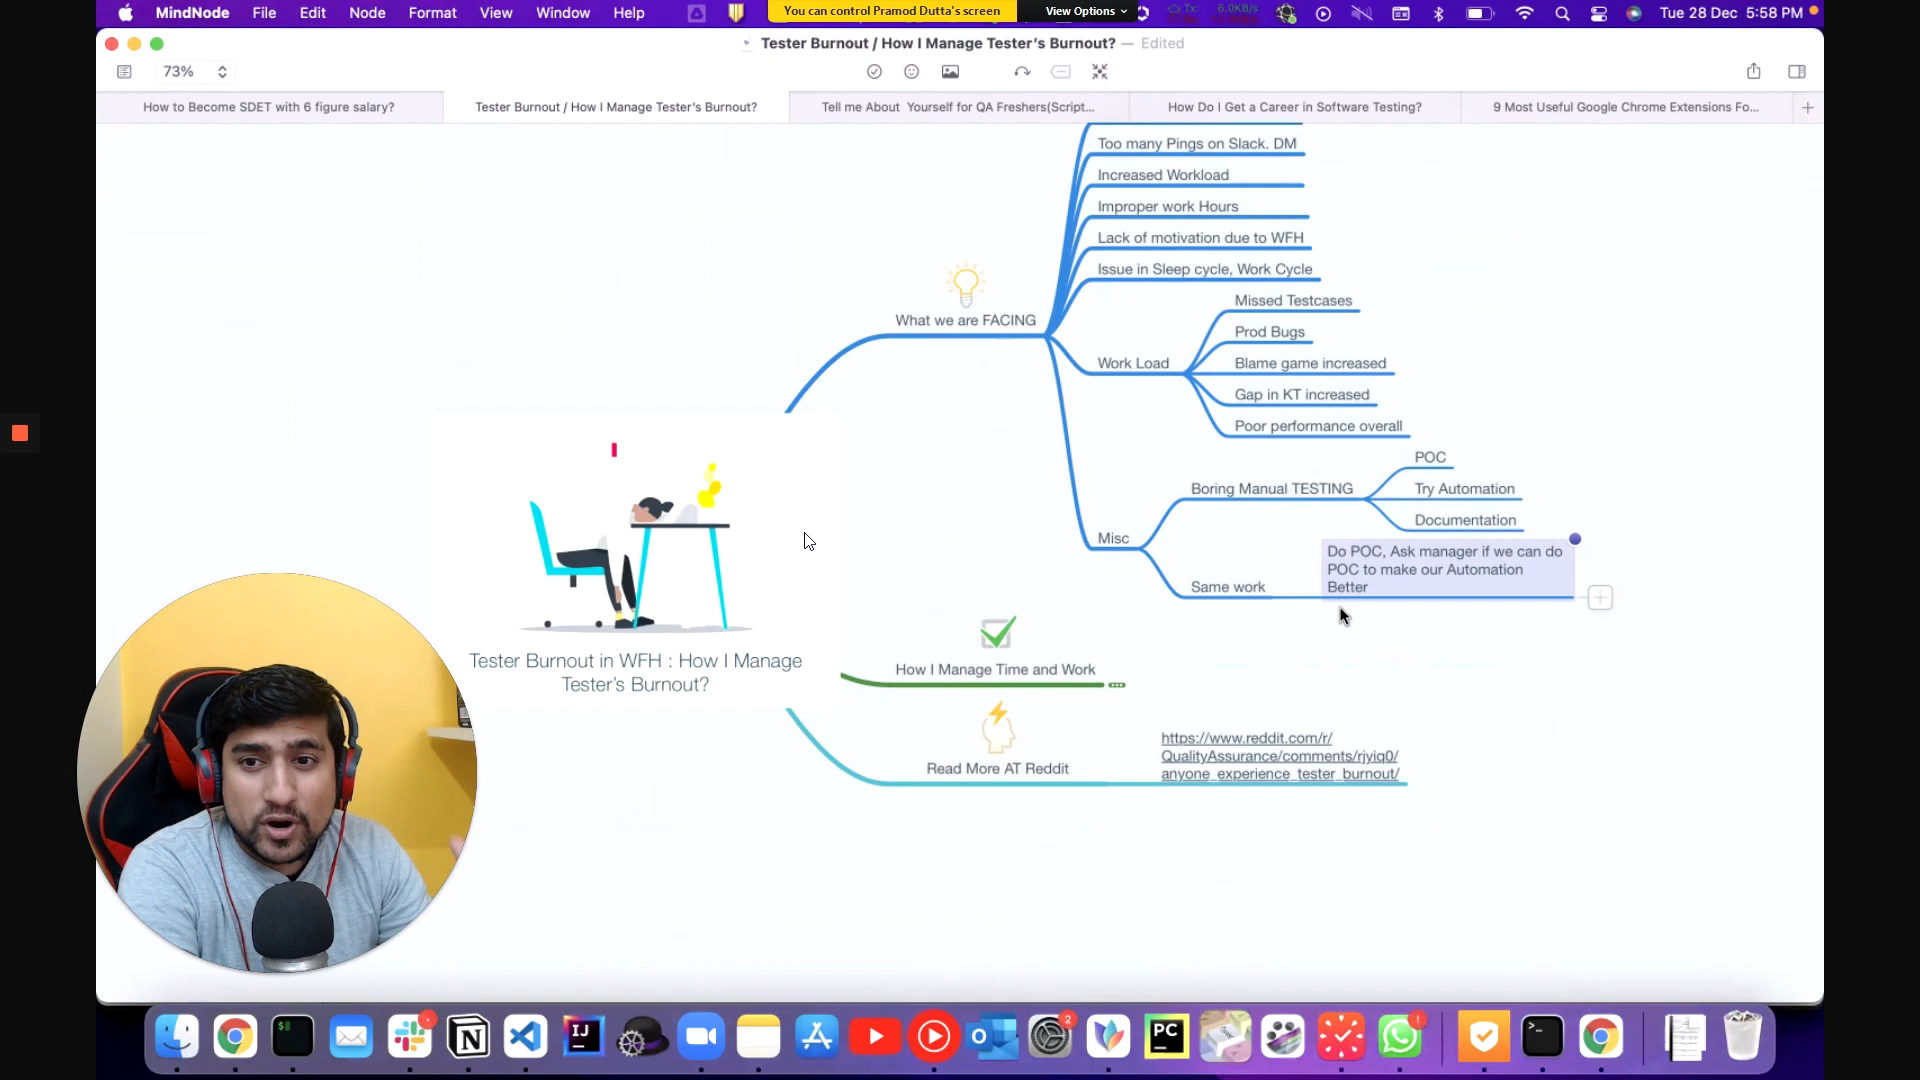 MindNode File Edit Node Format View Window Help
You can control Pramod Dutta's screen
View Options
6.0KB/s
Tue 28 Dec 5:58 PM
Tester Burnout / How I Manage Tester's Burnout? — Edited
73%
How to Become SDET with 6 figure salary?
Tester Burnout / How I Manage Tester's Burnout?
Tell me About Yourself for QA Freshers(Script...
How Do I Get a Career in Software Testing?
9 Most Useful Google Chrome Extensions Fo...
Too many Pings on Slack. DM
Increased Workload
Improper work Hours
Lack of motivation due to WFH
Issue in Sleep cycle, Work Cycle
What we are FACING
Work Load
Missed Testcases
Prod Bugs
Blame game increased
Gap in KT increased
Poor performance overall
Misc
Boring Manual TESTING
POC
Try Automation
Documentation
Same work
Do POC, Ask manager if we can do
POC to make our Automation
Better
Tester Burnout in WFH : How I Manage
Tester's Burnout?
How I Manage Time and Work
Read More AT Reddit
https://www.reddit.com/r/
QualityAssurance/comments/rjyiq0/
anyone_experience_tester_burnout/
$
N
IJ
2
PC
!
>_